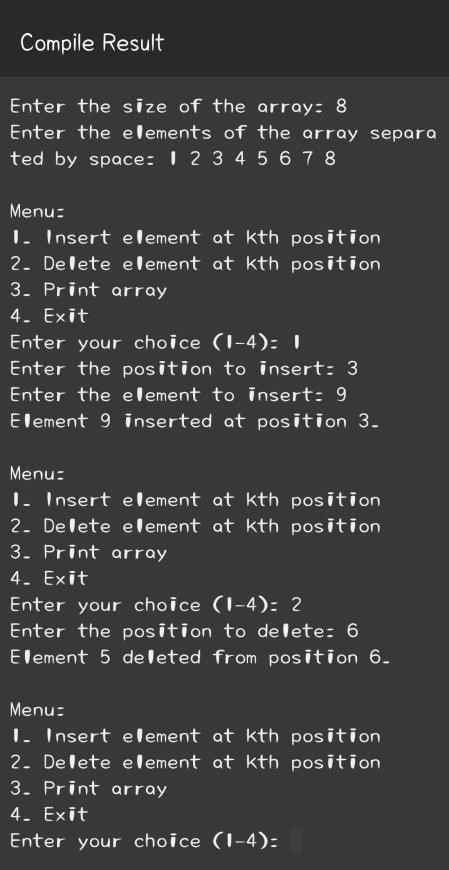 Compile Result
Enter the size of the array: 8
Enter the elements of the array separa
ted by space: 1 2 3 4 5 6 7 8
Menu:
1. Insert element at kth position
2. Delete element at kth position
3. Print array
4. Exit
Enter your choice (1-4): 1
Enter the position to insert: 3
Enter the element to insert: 9
Element 9 inserted at position 3.
Menu:
1. Insert element at kth position
2. Delete element at kth position
3. Print array
4. Exit
Enter your choice (1-4): 2
Enter the position to delete: 6
Element 5 deleted from position 6.
Menu:
1. Insert element at kth position
2. Delete element at kth position
3. Print array
4. Exit
Enter your choice (1-4):